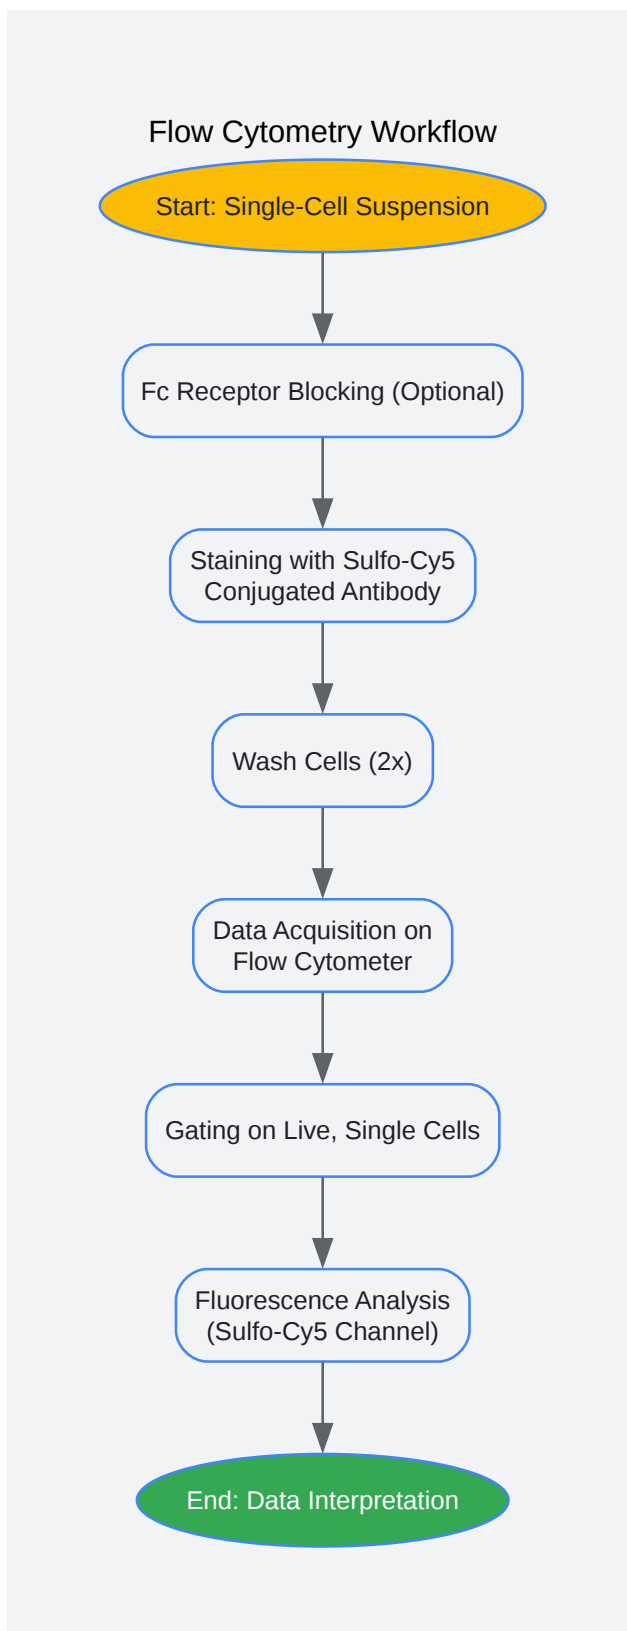 Flow Cytometry Workflow
Start: Single-Cell Suspension
Fc Receptor Blocking (Optional)
Staining with Sulfo-Cy5
Conjugated Antibody
Wash Cells (2x)
Data Acquisition on
Flow Cytometer
Gating on Live, Single Cells
Fluorescence Analysis
(Sulfo-Cy5 Channel)
End: Data Interpretation